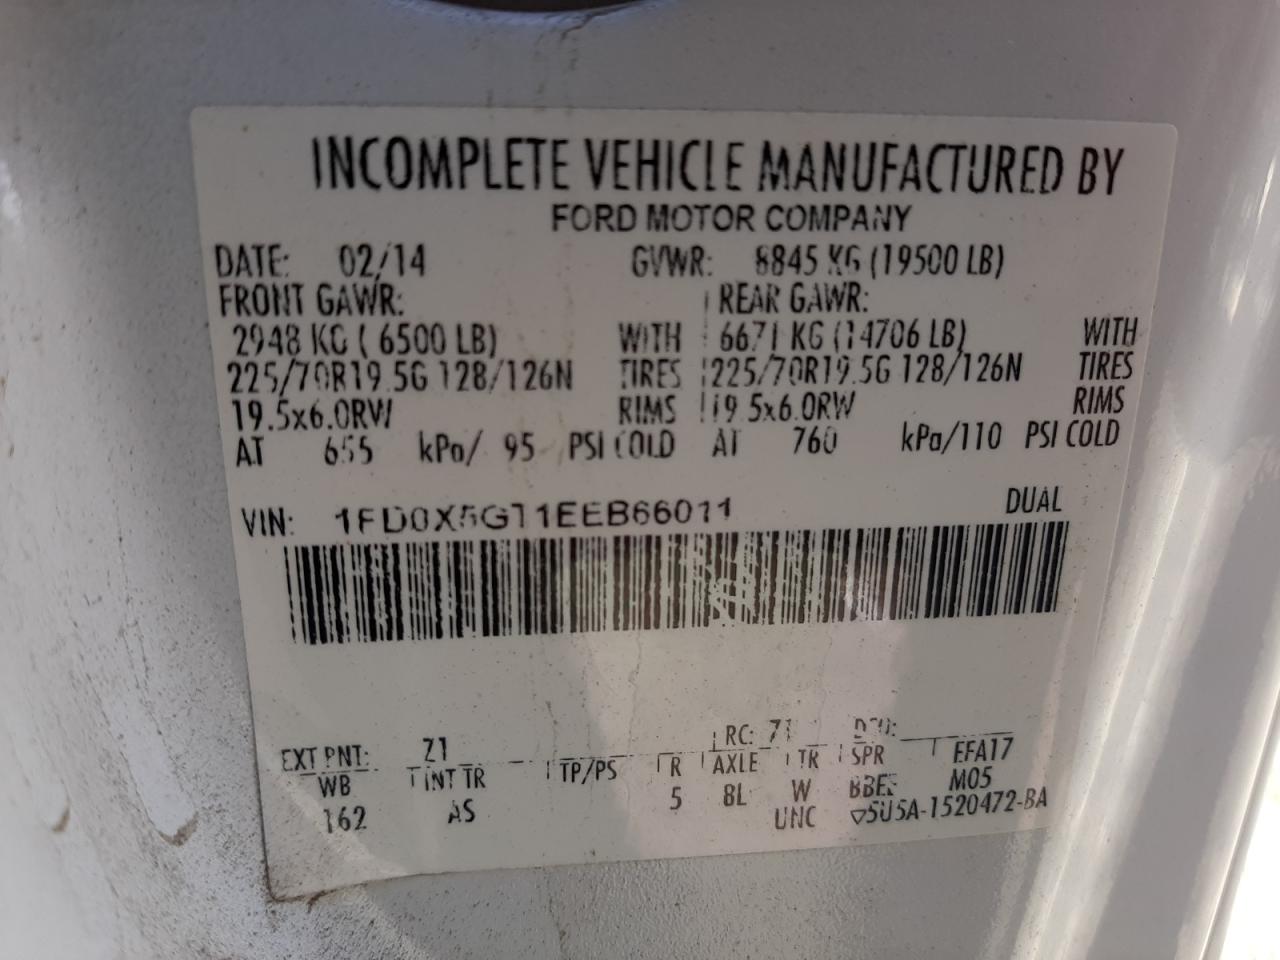 INCOMPLETE VEHICLE MANUFACTURED BY
FORD MOTOR COMPANY
DATE: 02/14 GVWR: 8845 KG (19500 LB)
FRONT GAWR: REAR GAWR:
2948 KG ( 6500 LB) WITH 6671 KG (14706 LB) WITH
225/70R19.5G 128/126N TIRES 225/70R19.5G 128/126N TIRES
19.5x6.0RW RIMS 19.5x6.0RW RIMS
AT 655 kPa/ 95 PSI COLD AT 760 kPa/110 PSI COLD
VIN: 1FD0X5GT1EEB66011 DUAL
EXT PNT: Z1 RC: 71 DSO: EFA17
WB INT TR TP/PS R AXLE TR SPR M05
162 AS 5 8L W BBEE
UNC ▽5U5A-1520472-BA